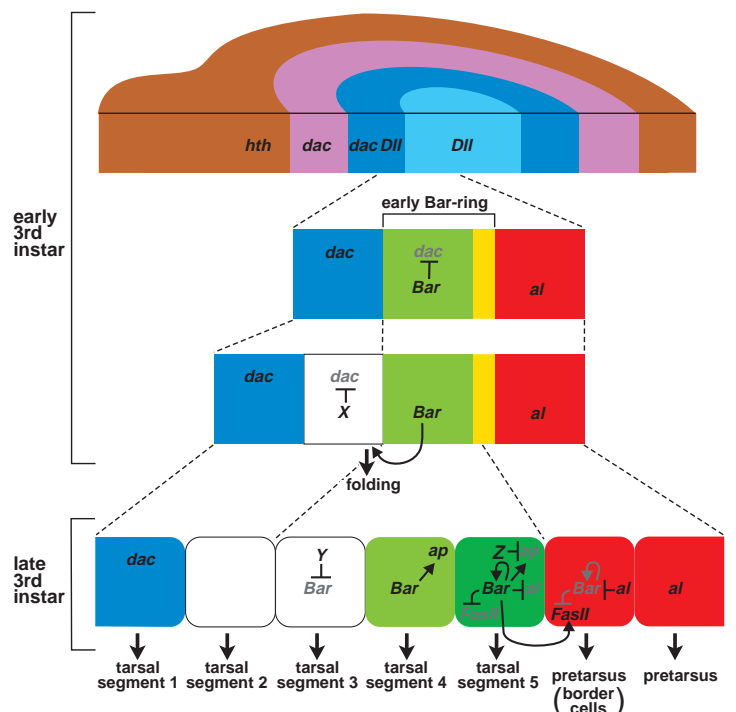 hth dac dac Dll Dll
early
3rd
instar
early Bar-ring
dac dac
Bar al
dac dac
X Bar al
folding
late
3rd
instar
dac Y Bar Bar ap Z ap Bar al FasII Bar al FasII al
tarsal
segment 1
tarsal
segment 2
tarsal
segment 3
tarsal
segment 4
tarsal
segment 5
pretarsus
(border
cells)
pretarsus